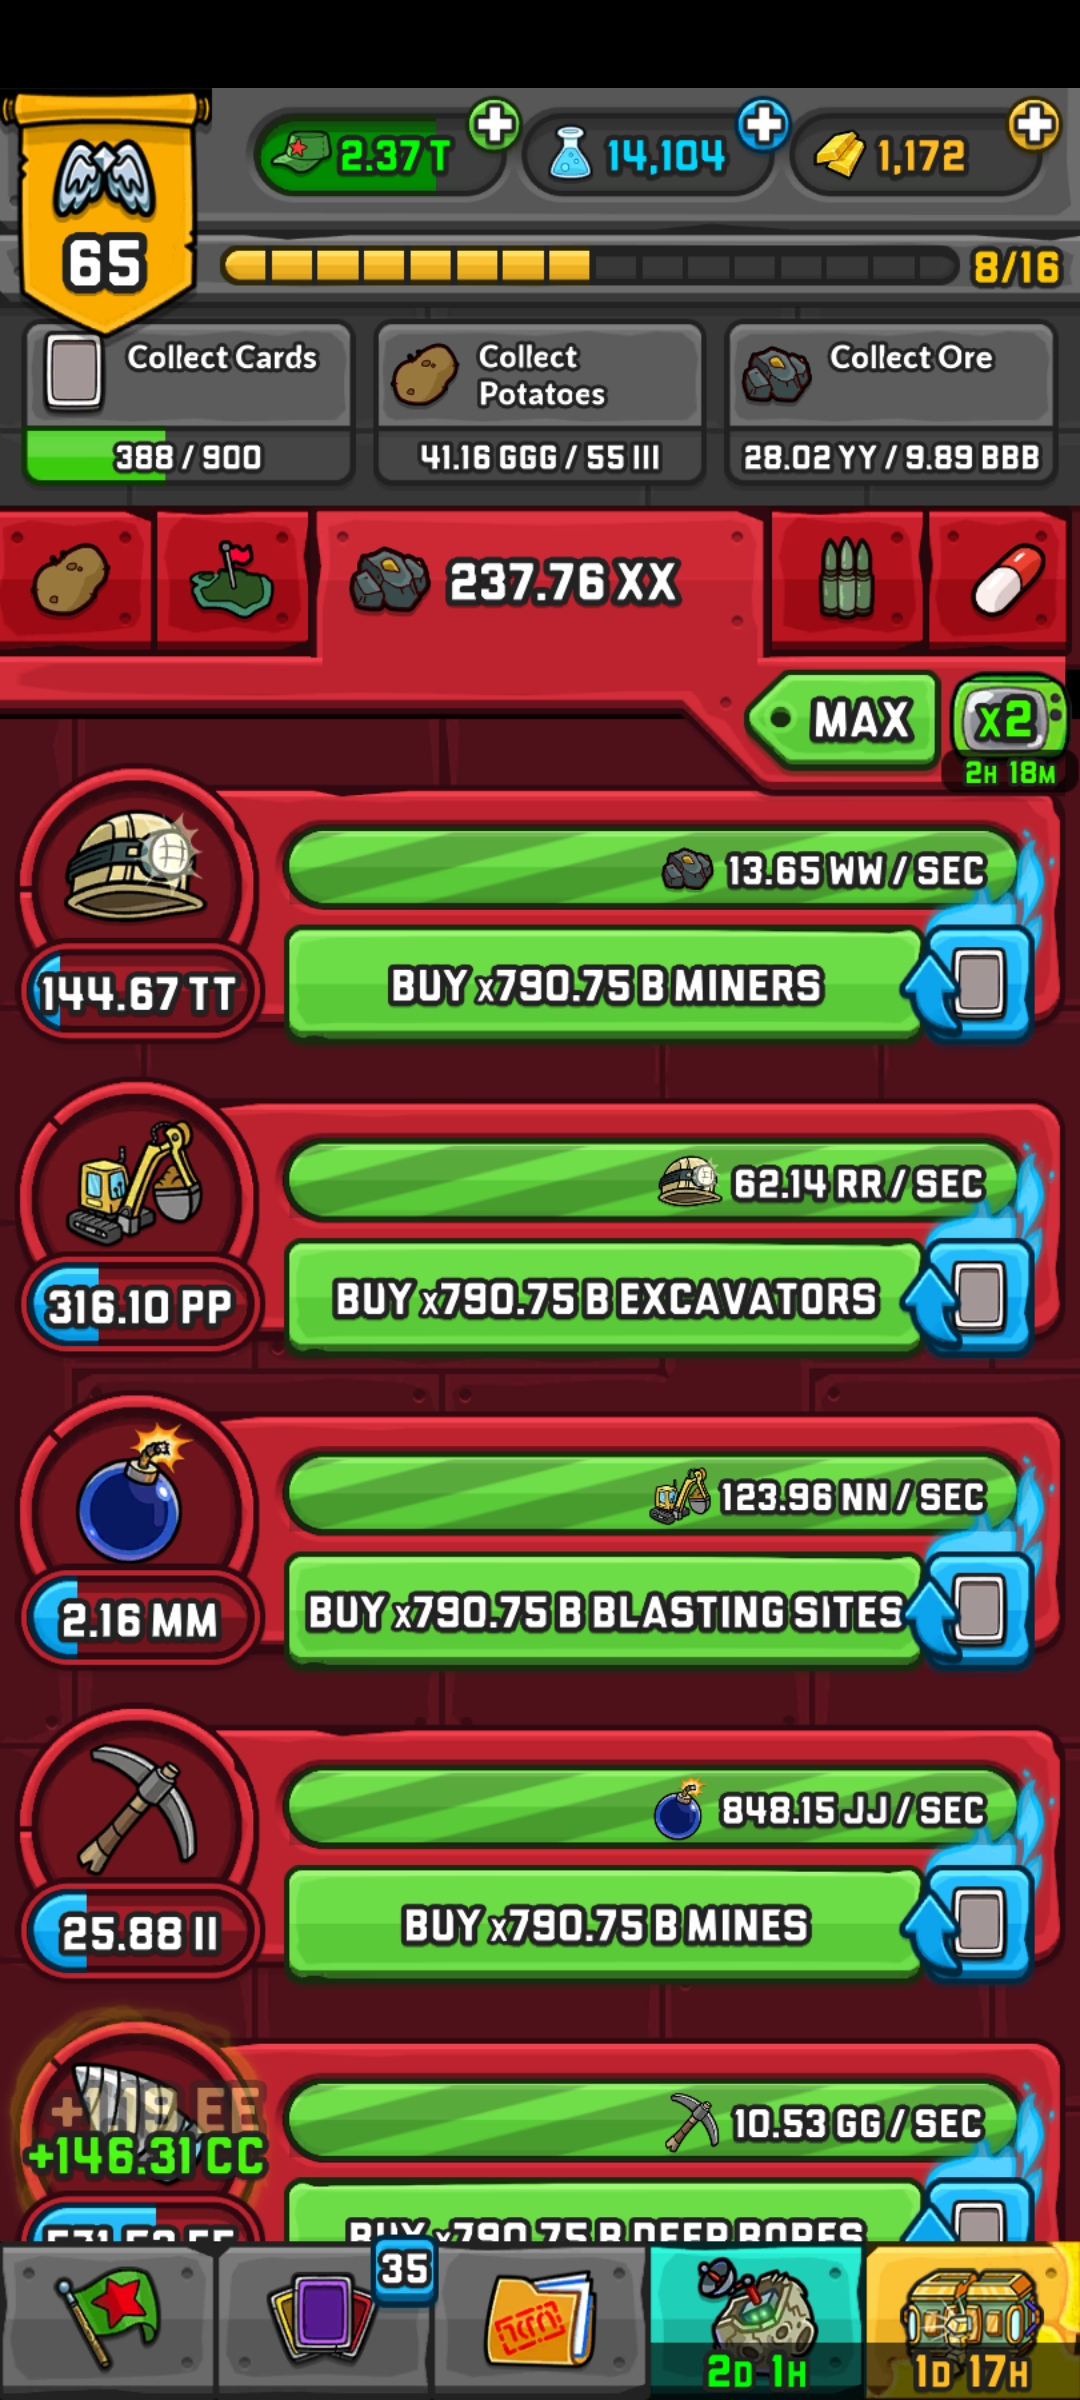 65
2.37 T
14,104
1,172
8/16
Collect Cards
388 / 900
Collect
Potatoes
41.16 GGG / 55 III
Collect Ore
28.02 YY / 9.89 BBB
237.76 XX
MAX
x2
2H 18M
13.65 WW / SEC
144.67 TT
BUY x790.75 B MINERS
62.14 RR / SEC
316.10 PP
BUY x790.75 B EXCAVATORS
123.96 NN / SEC
2.16 MM
BUY x790.75 B BLASTING SITES
848.15 JJ / SEC
25.88 II
BUY x790.75 B MINES
+1.19 EE
+146.31 CC
10.53 GG / SEC
BUY x790.75 B DEEP BORES
35
2D 1H
1D 17H